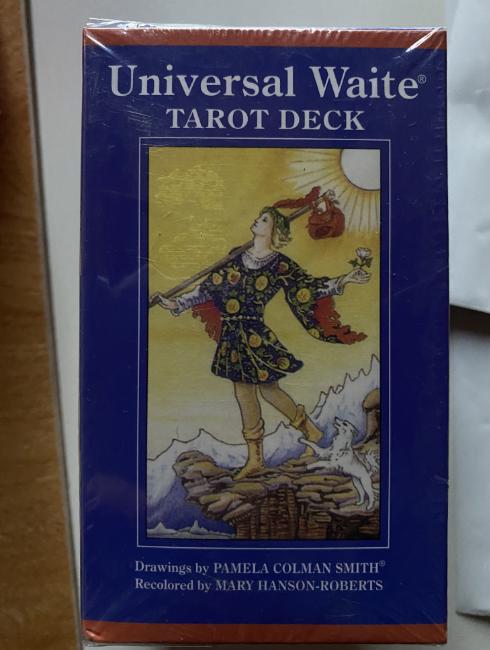 Universal Waite®
TAROT DECK
Drawings by PAMELA COLMAN SMITH®
Recolored by MARY HANSON-ROBERTS